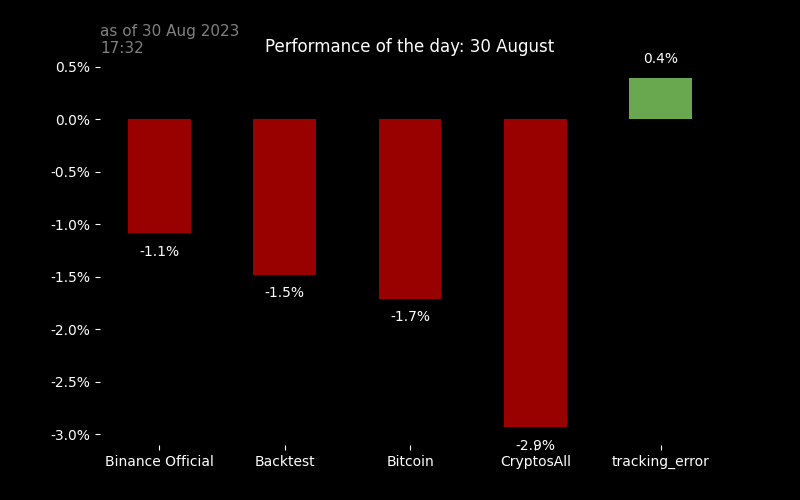 as of 30 Aug 2023
17:32
Performance of the day: 30 August
0.5%
0.0%
-0.5%
-1.0%
-1.5%
-2.0%
-2.5%
-3.0%
-1.1%
-1.5%
-1.7%
-2.9%
0.4%
Binance Official
Backtest
Bitcoin
CryptosAll
tracking_error